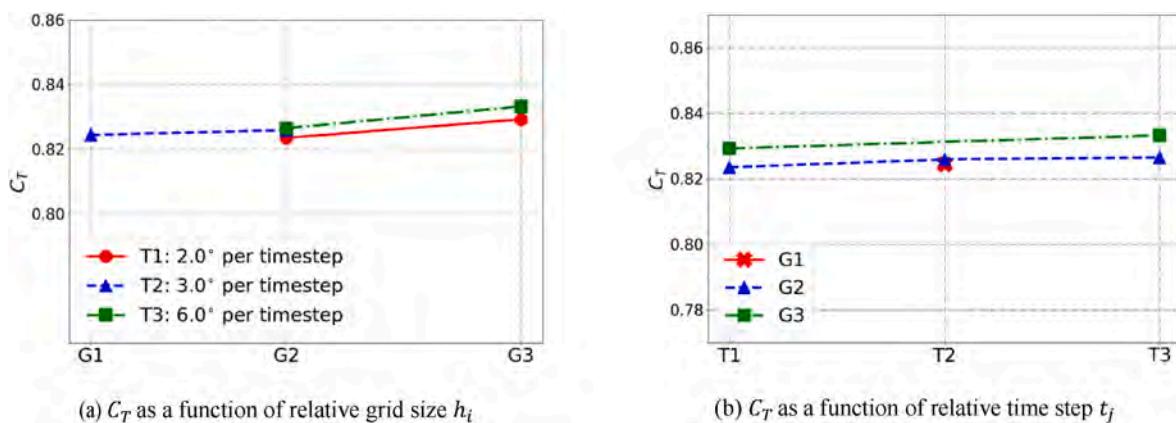 0.86
0.84
0.82
0.80
C_T
T1: 2.0° per timestep
T2: 3.0° per timestep
T3: 6.0° per timestep
G1 G2 G3
(a) C_T as a function of relative grid size h_i
0.86
0.84
0.82
0.80
0.78
C_T
G1
G2
G3
T1 T2 T3
(b) C_T as a function of relative time step t_j